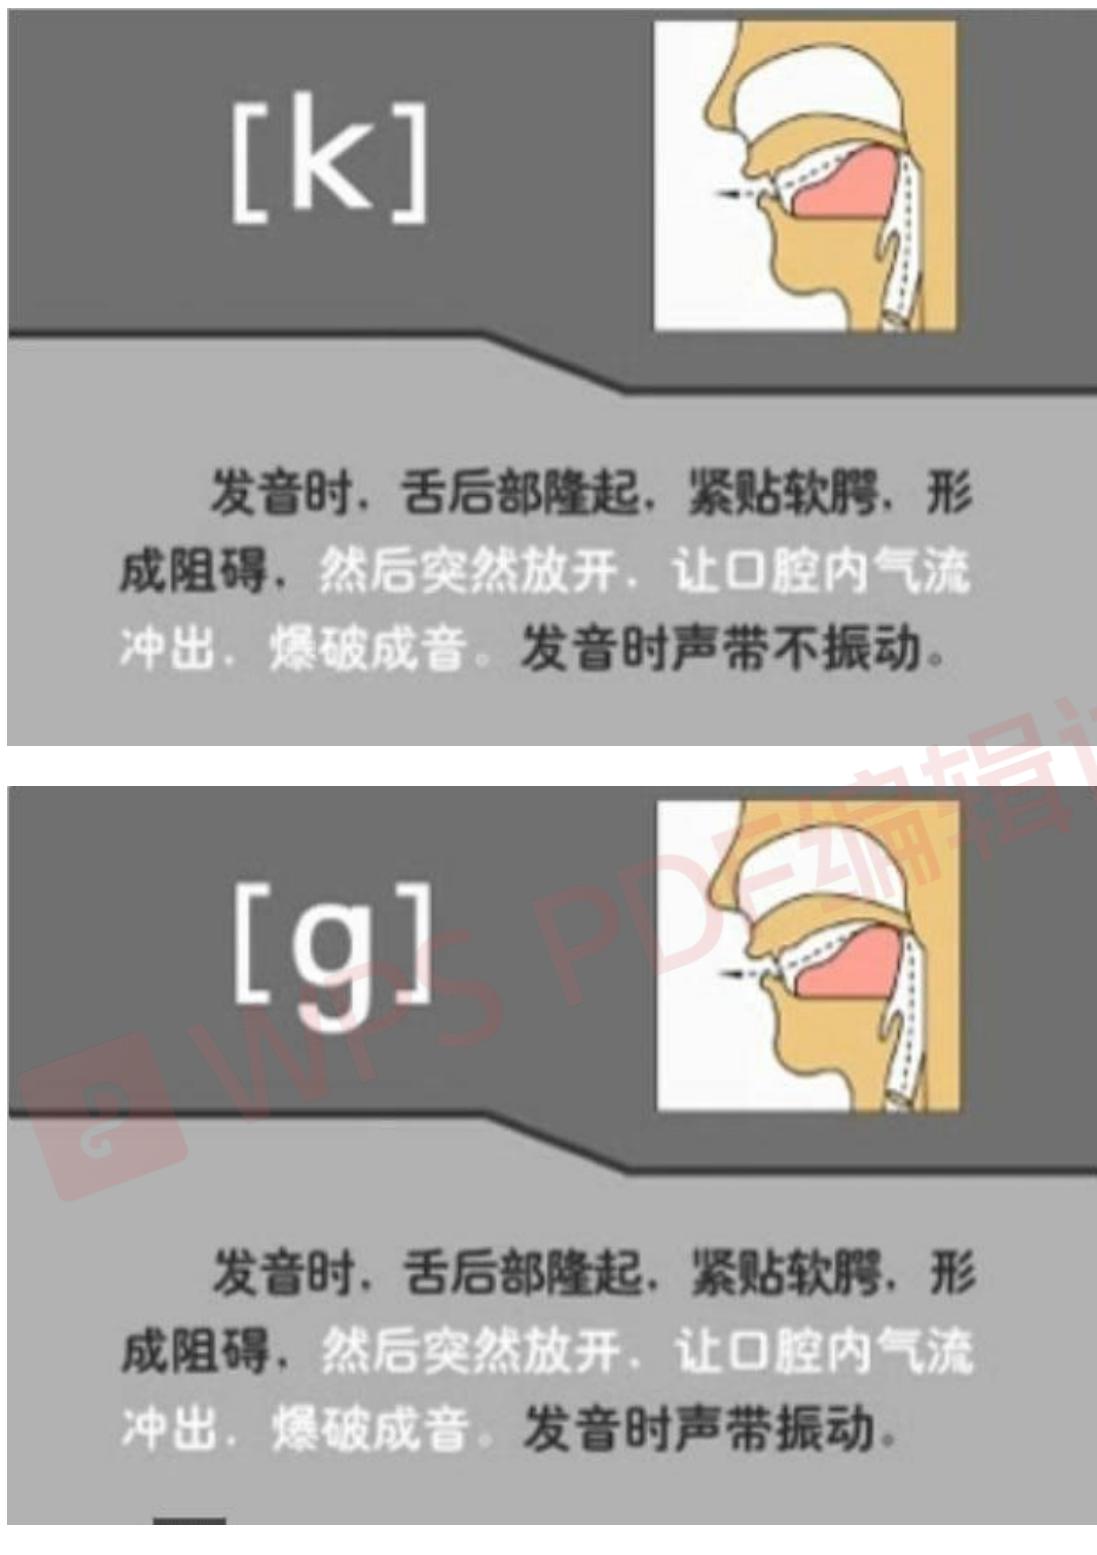 [k]
发音时，舌后部隆起，紧贴软腭，形
成阻碍，然后突然放开，让口腔内气流
冲出，爆破成音。发音时声带不振动。
[g]
WPS PDF编辑
发音时，舌后部隆起，紧贴软腭，形
成阻碍，然后突然放开，让口腔内气流
冲出，爆破成音。发音时声带振动。